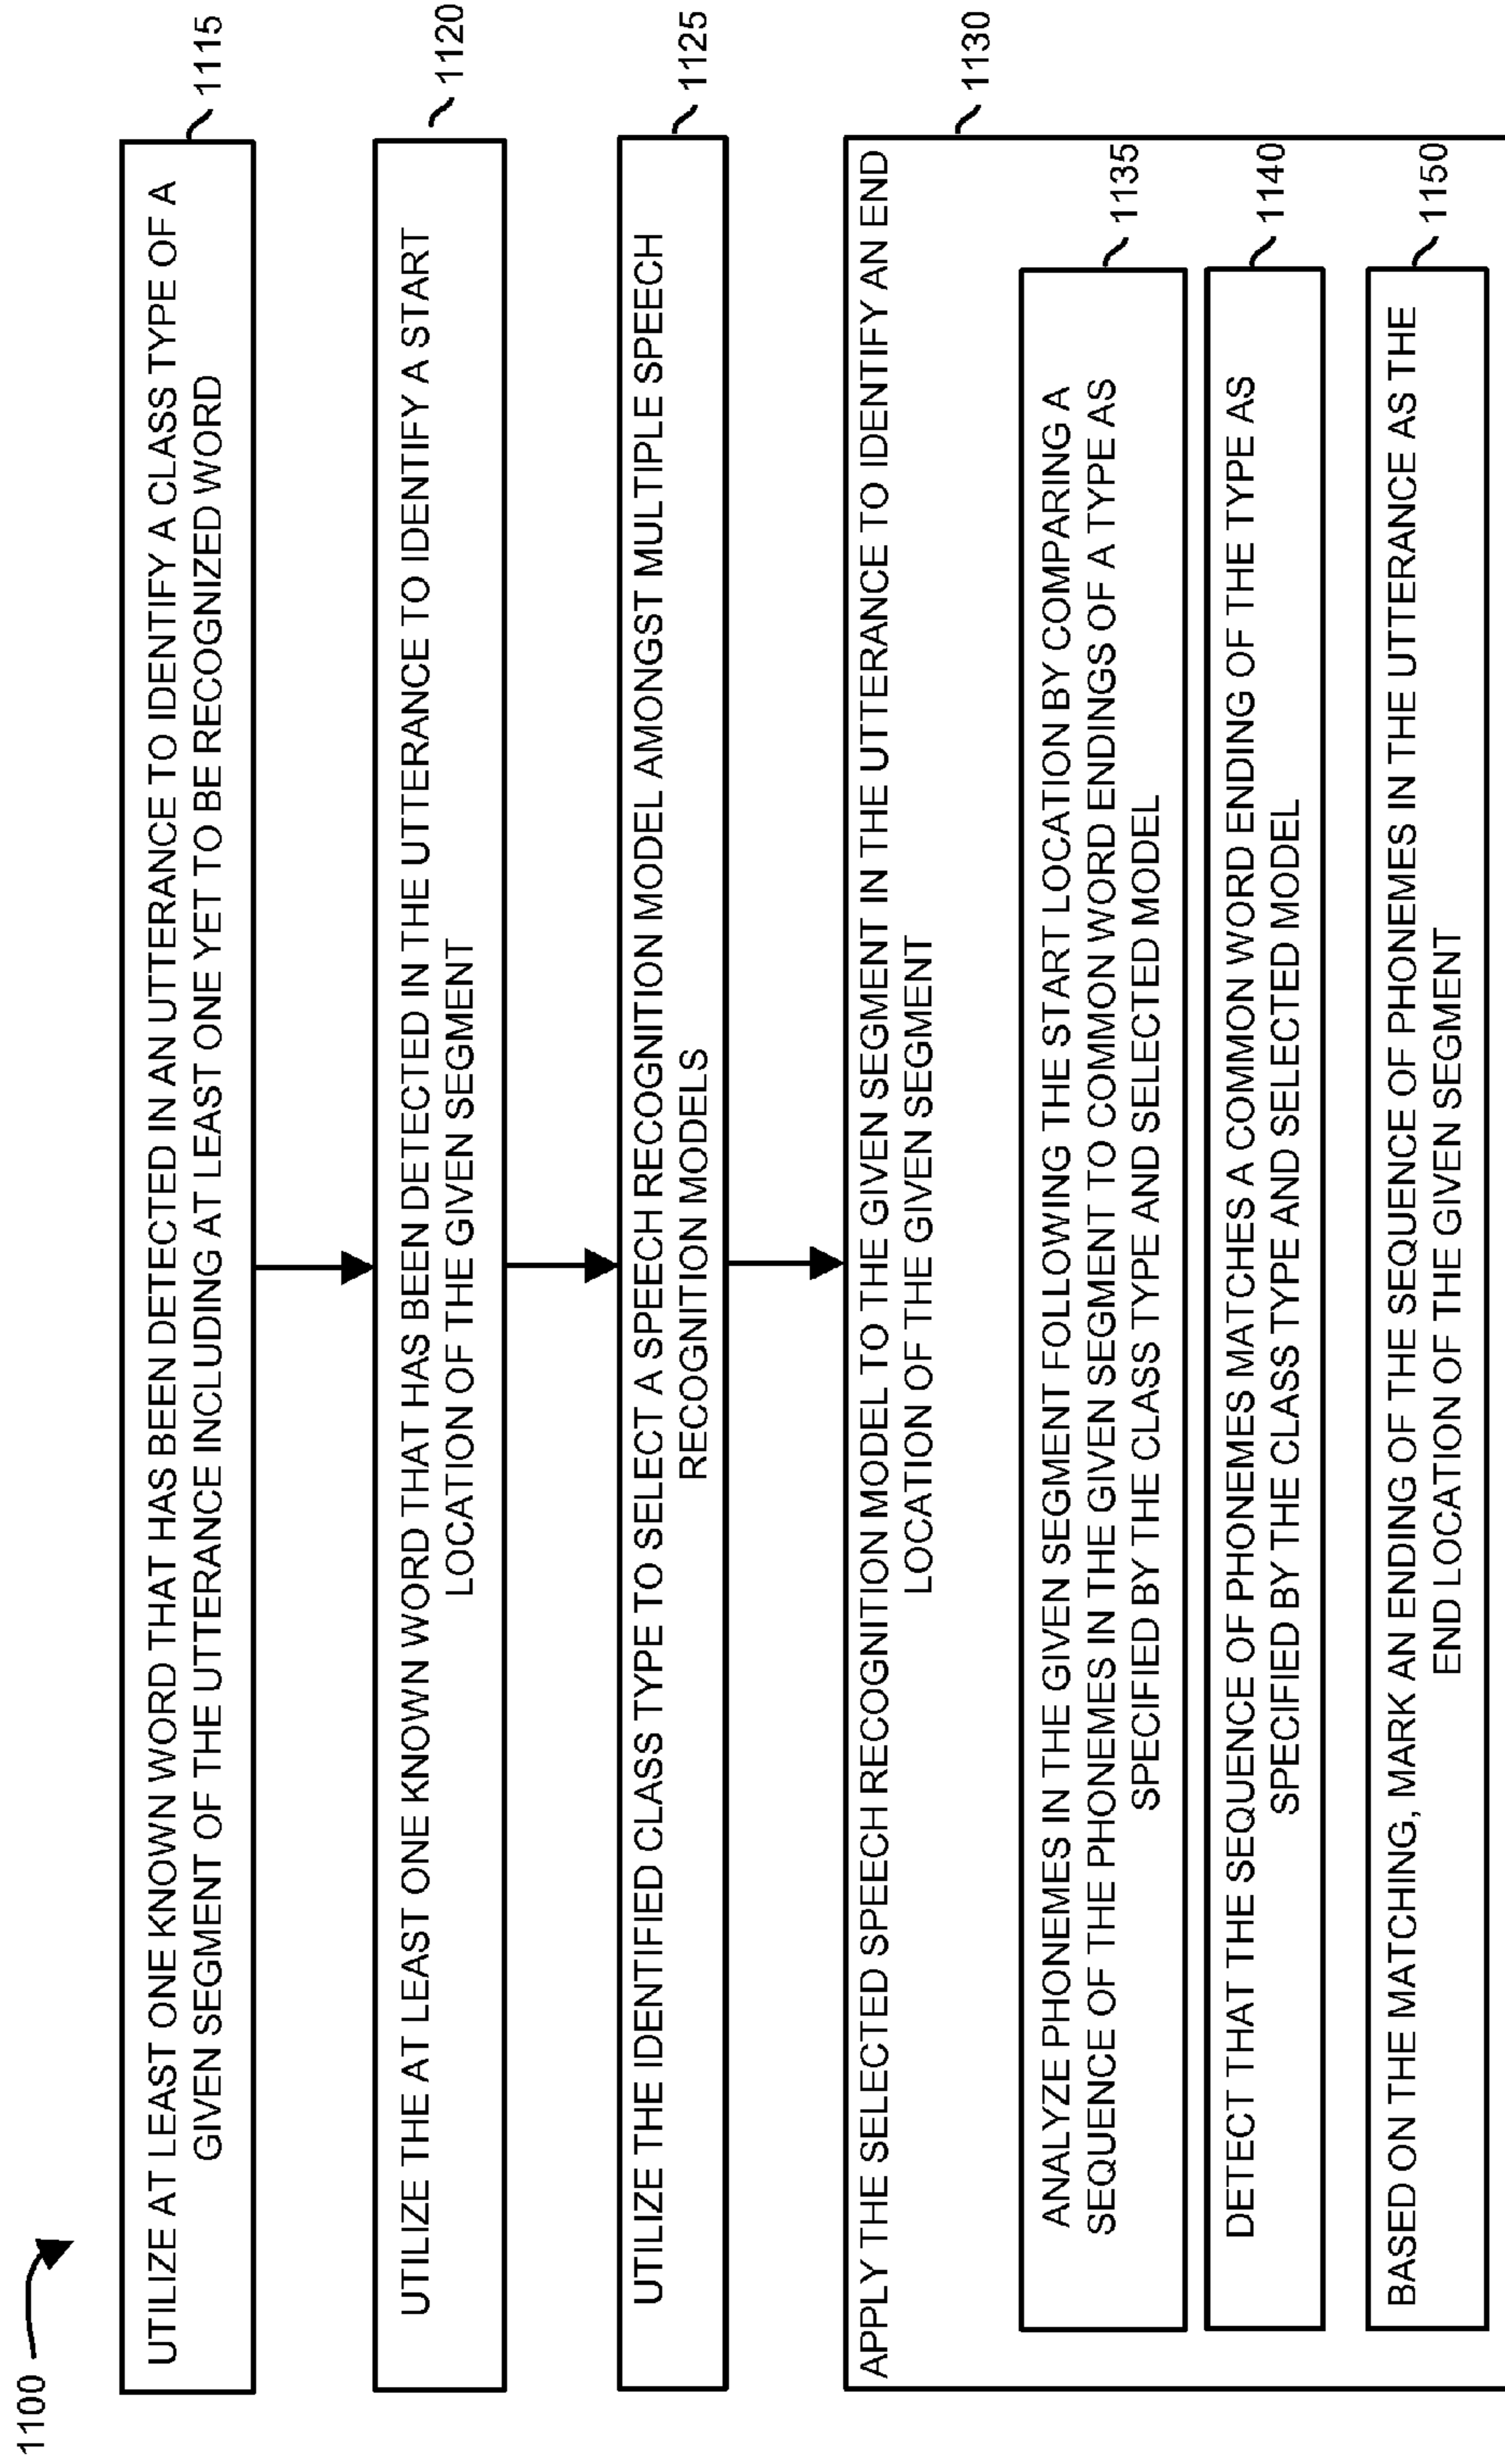 1100
UTILIZE AT LEAST ONE KNOWN WORD THAT HAS BEEN DETECTED IN AN UTTERANCE TO IDENTIFY A CLASS TYPE OF A
GIVEN SEGMENT OF THE UTTERANCE INCLUDING AT LEAST ONE YET TO BE RECOGNIZED WORD
1115
UTILIZE THE AT LEAST ONE KNOWN WORD THAT HAS BEEN DETECTED IN THE UTTERANCE TO IDENTIFY A START
LOCATION OF THE GIVEN SEGMENT
1120
UTILIZE THE IDENTIFIED CLASS TYPE TO SELECT A SPEECH RECOGNITION MODEL AMONGST MULTIPLE SPEECH
RECOGNITION MODELS
1125
APPLY THE SELECTED SPEECH RECOGNITION MODEL TO THE GIVEN SEGMENT IN THE UTTERANCE TO IDENTIFY AN END
LOCATION OF THE GIVEN SEGMENT
1130
ANALYZE PHONEMES IN THE GIVEN SEGMENT FOLLOWING THE START LOCATION BY COMPARING A
SEQUENCE OF THE PHONEMES IN THE GIVEN SEGMENT TO COMMON WORD ENDINGS OF A TYPE AS
SPECIFIED BY THE CLASS TYPE AND SELECTED MODEL
1135
DETECT THAT THE SEQUENCE OF PHONEMES MATCHES A COMMON WORD ENDING OF THE TYPE AS
SPECIFIED BY THE CLASS TYPE AND SELECTED MODEL
1140
BASED ON THE MATCHING, MARK AN ENDING OF THE SEQUENCE OF PHONEMES IN THE UTTERANCE AS THE
END LOCATION OF THE GIVEN SEGMENT
1150